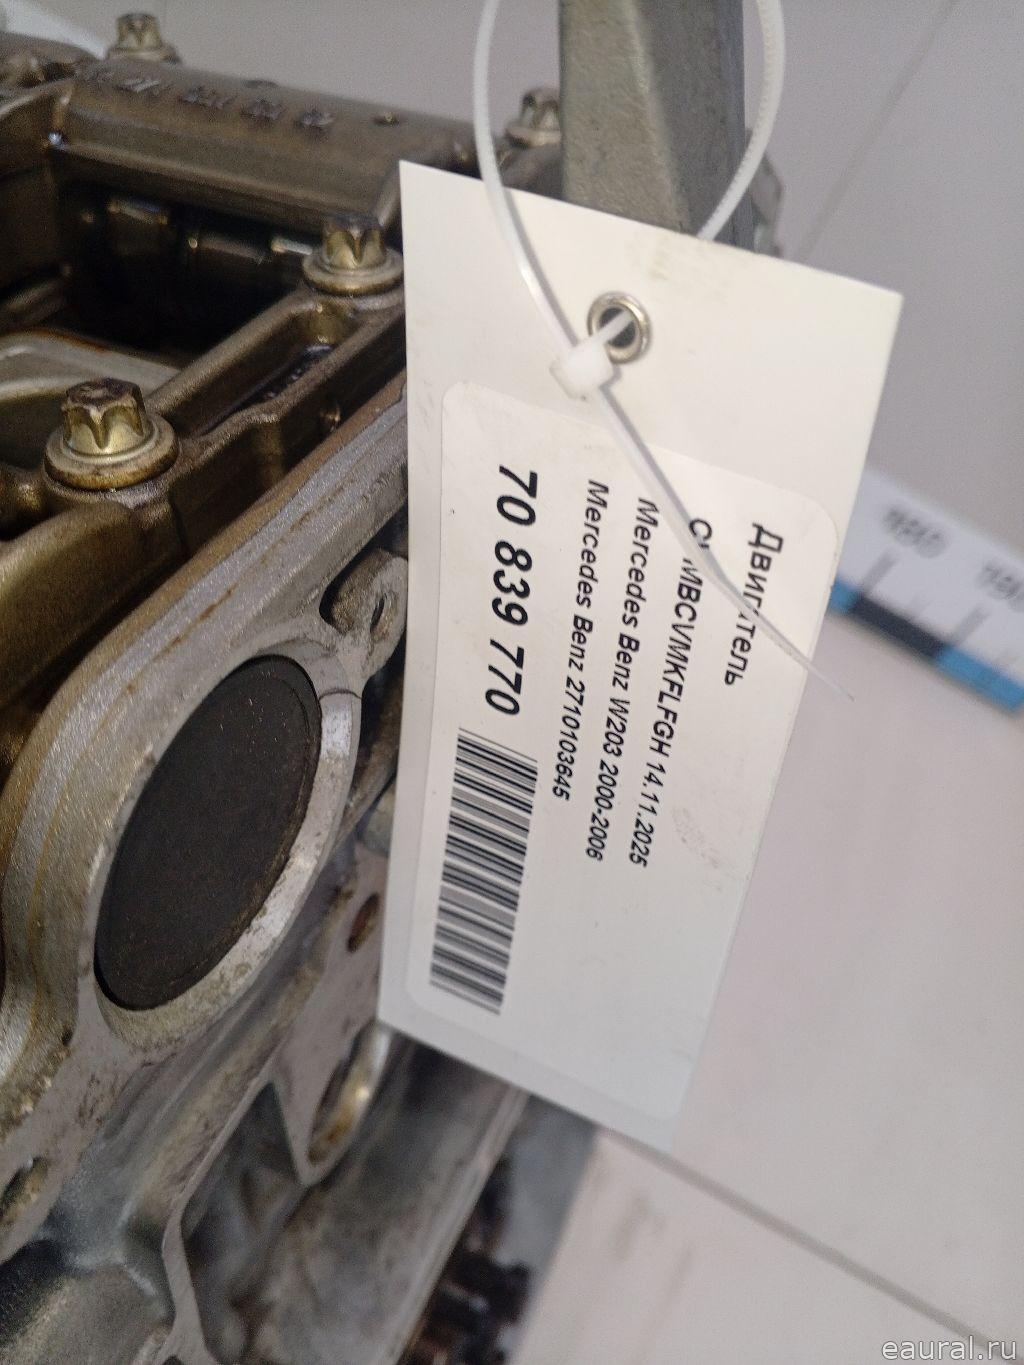 Двигатель
MBCVMKFLFGH 14.11.2025
Mercedes Benz W203 2000-2006
Mercedes Benz 2710103645
70 839 770
eaural.ru